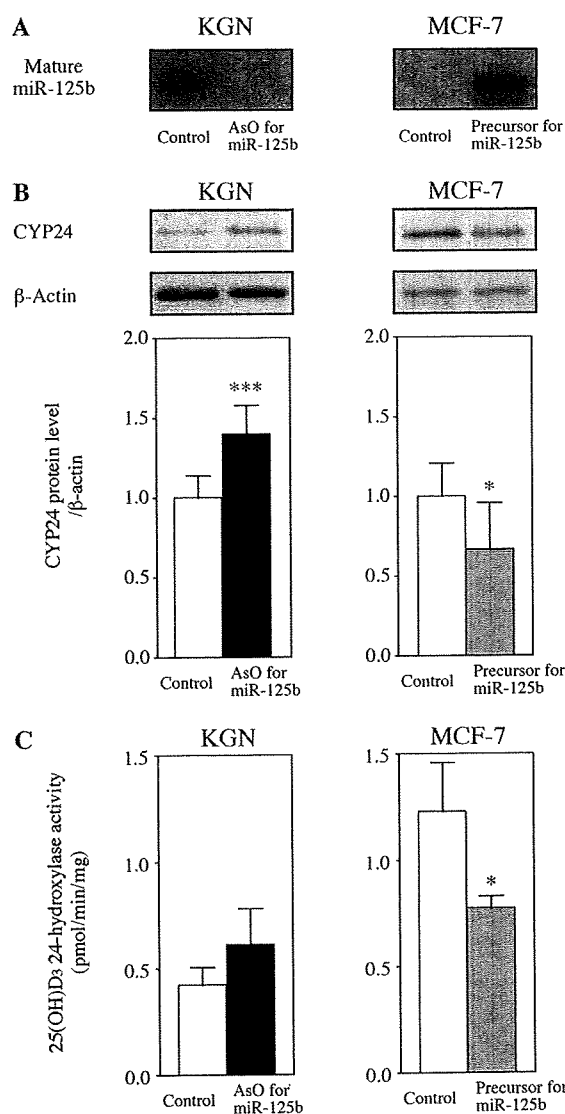 A
KGN
MCF-7
Mature
miR-125b
Control
AsO for
miR-125b
Control
Precursor for
miR-125b
B
KGN
MCF-7
CYP24
β-Actin
CYP24 protein level
/β-actin
2.0
1.5
1.0
0.5
0.0
***
Control
AsO for
miR-125b
2.0
1.5
1.0
0.5
0.0
*
Control
Precursor for
miR-125b
C
KGN
MCF-7
25(OH)D3 24-hydroxylase activity
(pmol/min/mg)
1.5
1.0
0.5
0.0
Control
AsO for
miR-125b
1.5
1.0
0.5
0.0
*
Control
Precursor for
miR-125b